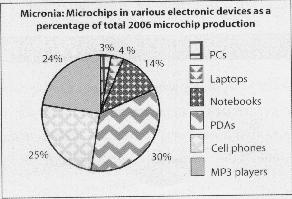 Micronia: Microchips in various electronic devices as a
percentage of total 2006 microchip production
3%
4%
14%
30%
25%
24%
PCs
Laptops
Notebooks
PDAs
Cell phones
MP3 players